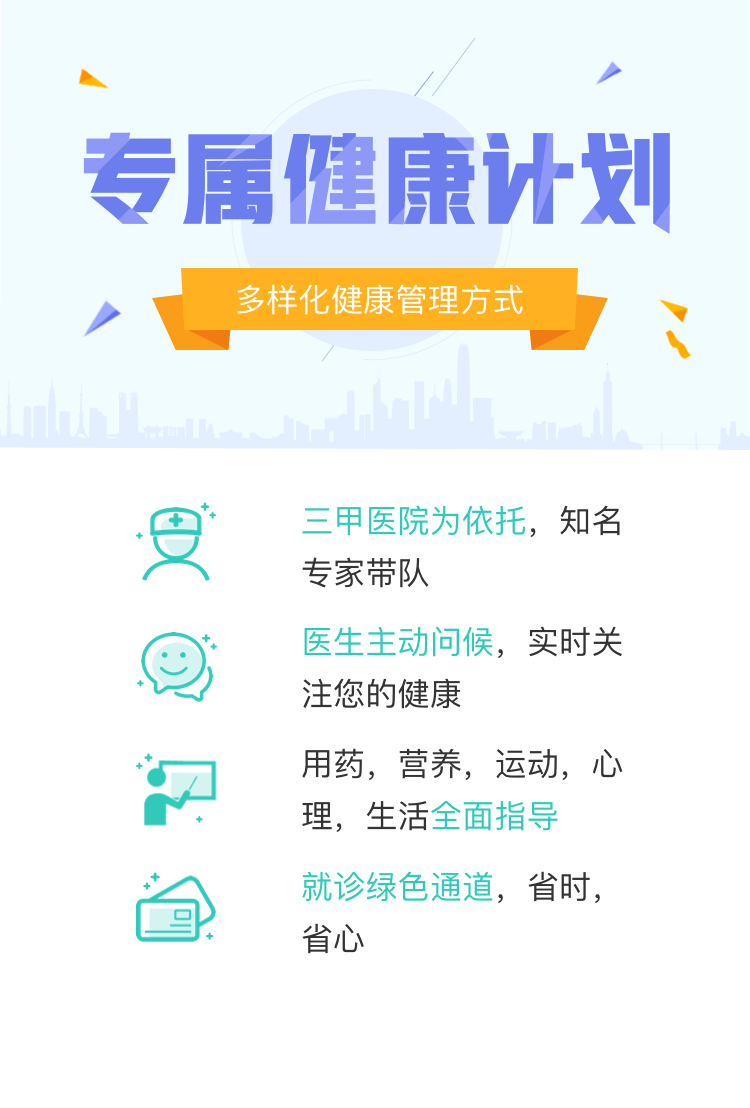 专属健康计划
多样化健康管理方式
三甲医院为依托，知名
专家带队
医生主动问候，实时关
注您的健康
用药，营养，运动，心
理，生活全面指导
就诊绿色通道，省时，
省心